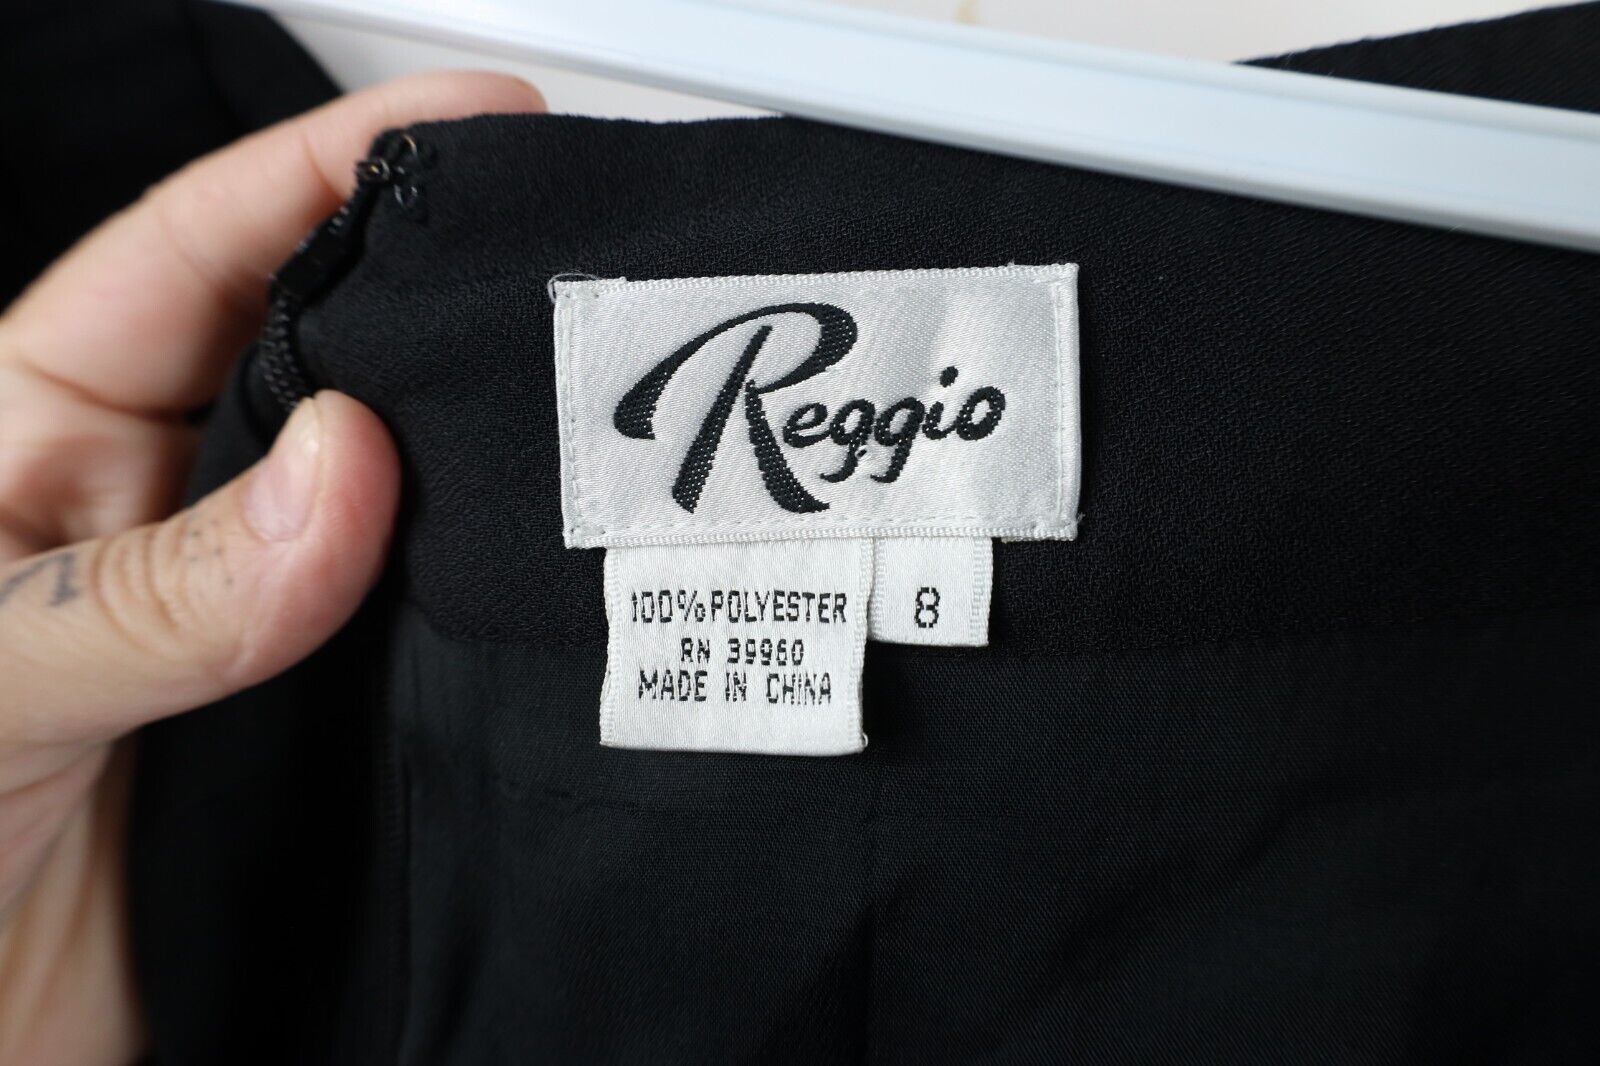 Reggio
100% POLYESTER
RN 39960
MADE IN CHINA
8